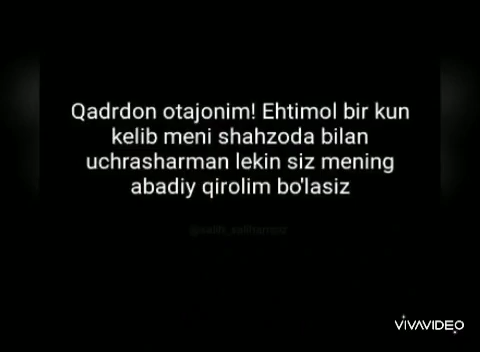 Qadrdon otajonim! Ehtimol bir kun
kelib meni shahzoda bilan
uchrasharman lekin siz mening
abadiy qirolim bo'lasiz
VIVAVIDEO